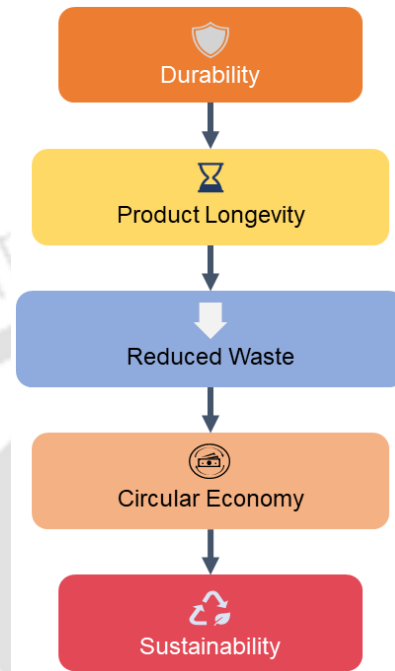 Durability
Product Longevity
Reduced Waste
Circular Economy
Sustainability